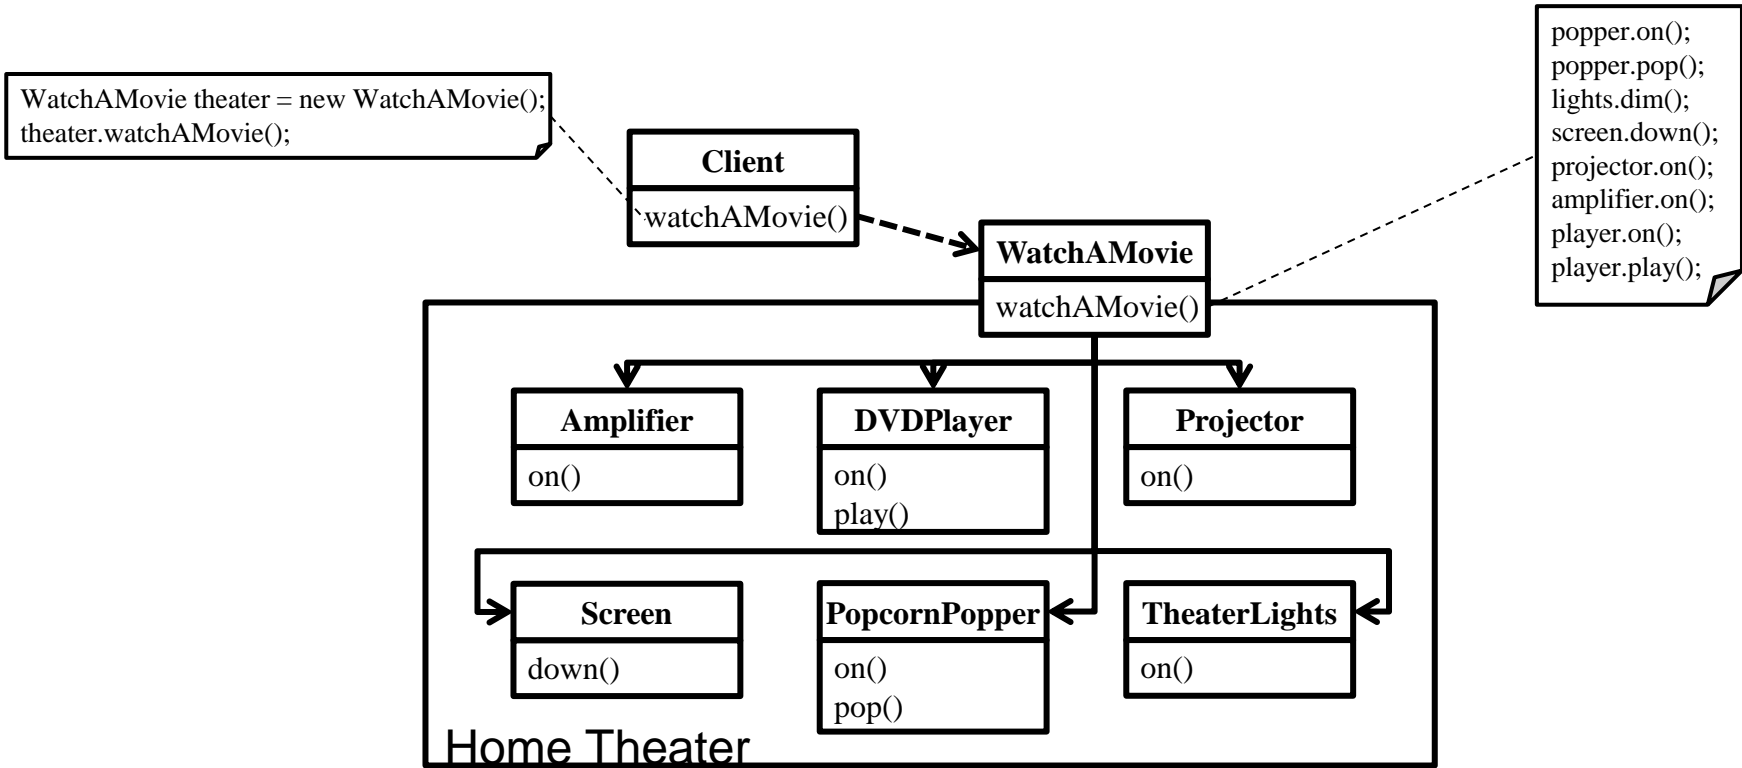 popper.on();
popper.pop();
lights.dim();
screen.down();
projector.on();
amplifier.on();
player.on();
player.play();
WatchAMovie theater = new WatchAMovie();
theater.watchAMovie();
Client
watchAMovie()
WatchAMovie
watchAMovie()
Amplifier
on()
DVDPlayer
on()
play()
Projector
on()
Screen
down()
PopcornPopper
on()
pop()
TheaterLights
on()
Home Theater